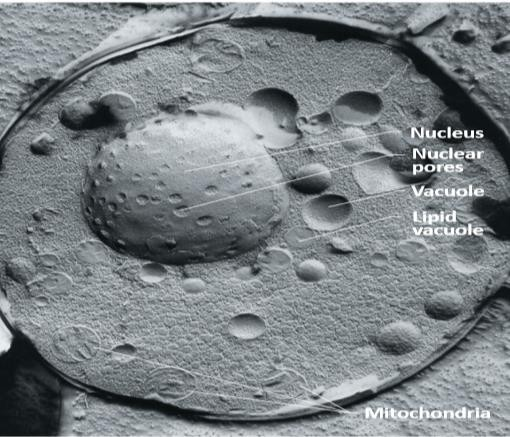 Nucleus
Nuclear
pores
Vacuole
Lipid
vacuole
Mitochondria